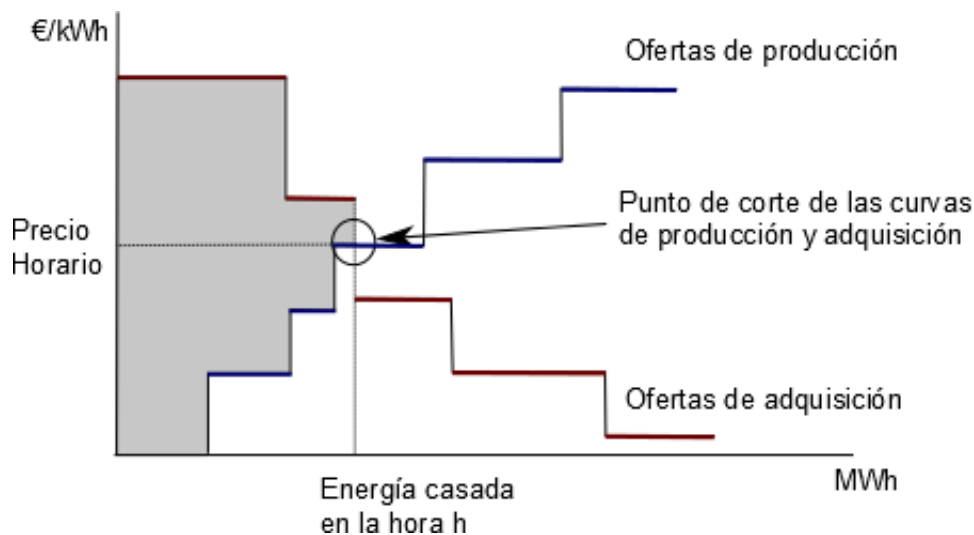 €/kWh
Ofertas de producción
Punto de corte de las curvas
de producción y adquisición
Precio
Horario
Ofertas de adquisición
MWh
Energía casada
en la hora h